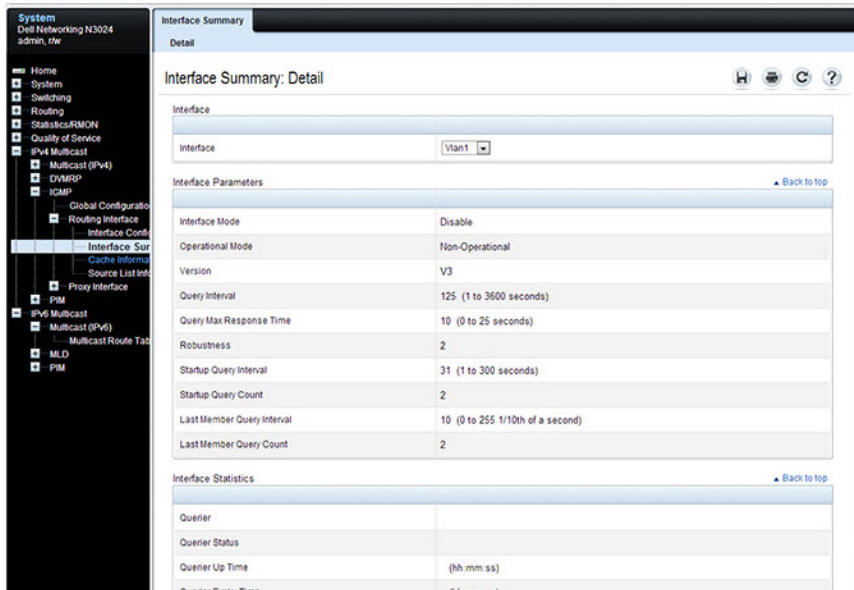 System
Dell Networking N3024
admin, r/w
Home
System
Switching
Routing
Statistics/RMON
Quality of Service
IPv4 Multicast
Multicast (IPv4)
DVMRP
IGMP
Global Configuratio
Routing Interface
Interface Confi
Interface Sur
Cache Informa
Source List Info
Proxy Interface
PIM
IPv6 Multicast
Multicast (IPv6)
Multicast Route Tab
MLD
PIM
Interface Summary
Detail
Interface Summary: Detail
Interface
Interface Vlan1
Interface Parameters Back to top
Interface Mode Disable
Operational Mode Non-Operational
Version V3
Query Interval 125 (1 to 3600 seconds)
Query Max Response Time 10 (0 to 25 seconds)
Robustness 2
Startup Query Interval 31 (1 to 300 seconds)
Startup Query Count 2
Last Member Query Interval 10 (0 to 255 1/10th of a second)
Last Member Query Count 2
Interface Statistics Back to top
Querier
Querier Status
Querier Up Time (hh:mm:ss)